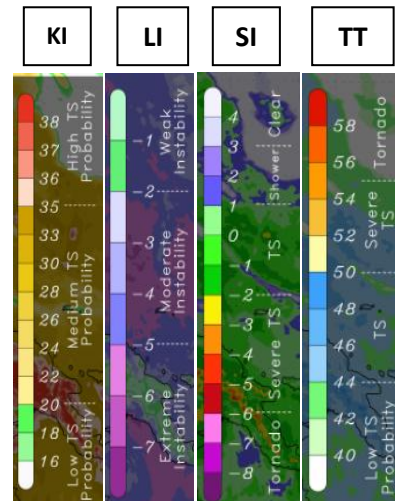 KI
LI
SI
TT
38
37
36
35
33
30
28
26
24
22
20
18
16
High TS
Probability
Medium TS
Probability
Low TS
Probability
-1
-2
-3
-4
-5
-7
Weak
Instability
Moderate
Instability
Extreme
Instability
4
3
2
1
0
-1
-2
-3
-4
-5
-6
-8
Clear
Shower
TS
Severe TS
Tornado
58
56
54
52
50
48
46
44
42
40
Tornado
Severe
TS
TS
Low TS
Probability